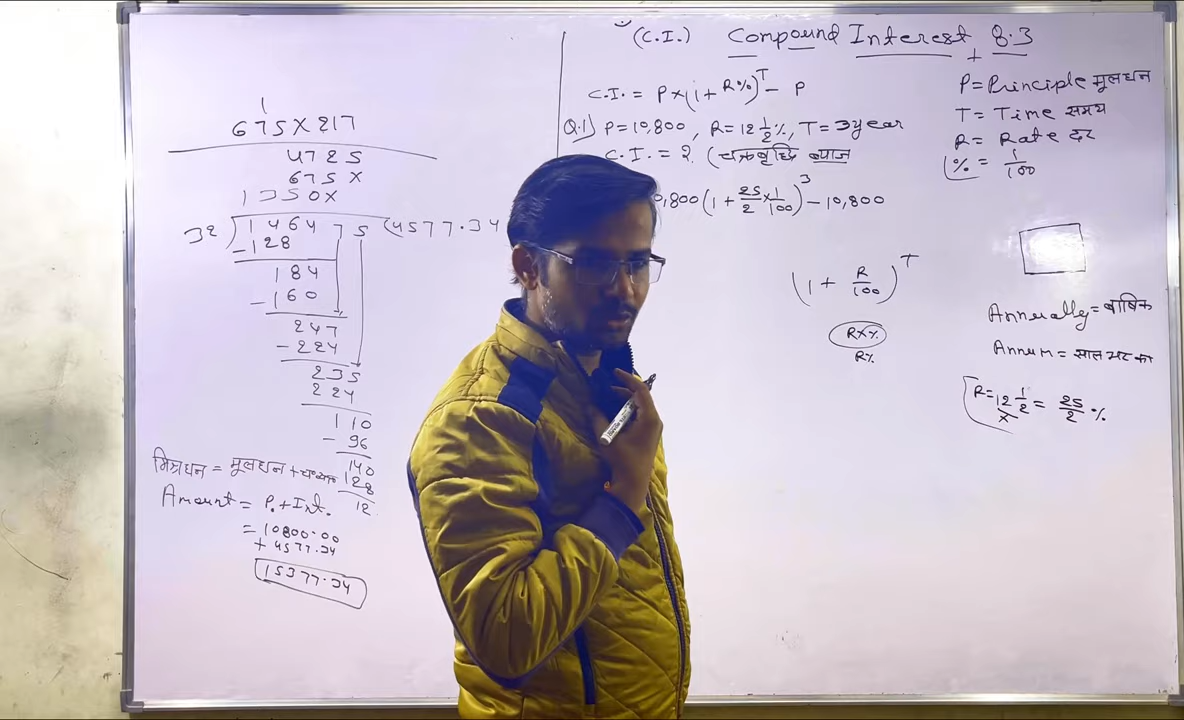 (C.I.) Compound Interest 8.3
C.I. = P×(1+R%)^T - P
Q.1) P=10,800, R=12 1/2 %, T=3year
C.I.=?. (चक्रवृद्धि ब्याज
0,800(1+25/2×1/100)^3 -10,800
P=Principle मूलधन
T=Time समय
R=Rate दर
(% = 1/100
(1+R/100)^T
R×%
R%
Annually=वार्षिक
Annum=साल भर का
R=12 1/2 = 25/2 %
1
675×217
4725
675×
1350×
32)146475(4577.34
-128
184
-160
247
-224
235
224
110
-96
140
128
12
मिश्रधन = मूलधन +
Amount = P.+Int.
=10800.00
+4577.34
15377.34